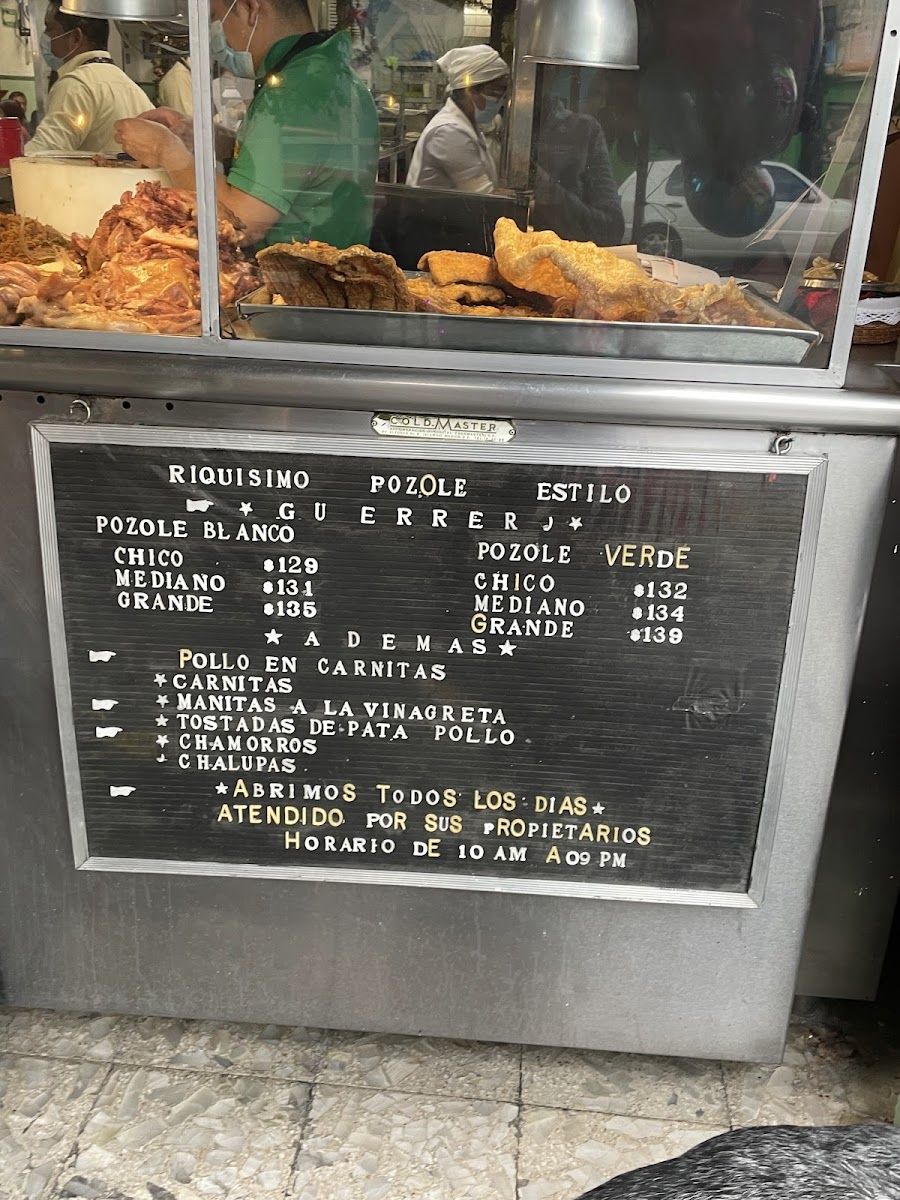 COLD.MASTER
RIQUISIMO POZOLE ESTILO
★ GUERRERJ ★
POZOLE BLANCO
CHICO $129
MEDIANO $131
GRANDE $135
POZOLE VERDE
CHICO $132
MEDIANO $134
GRANDE $139
★ ADEMAS ★
POLLO EN CARNITAS
★ CARNITAS
★ MANITAS A LA VINAGRETA
★ TOSTADAS DE PATA POLLO
★ CHAMORROS
CHALUPAS
★ ABRIMOS TODOS LOS DIAS ★
ATENDIDO POR SUS PROPIETARIOS
HORARIO DE 10 AM A 09 PM